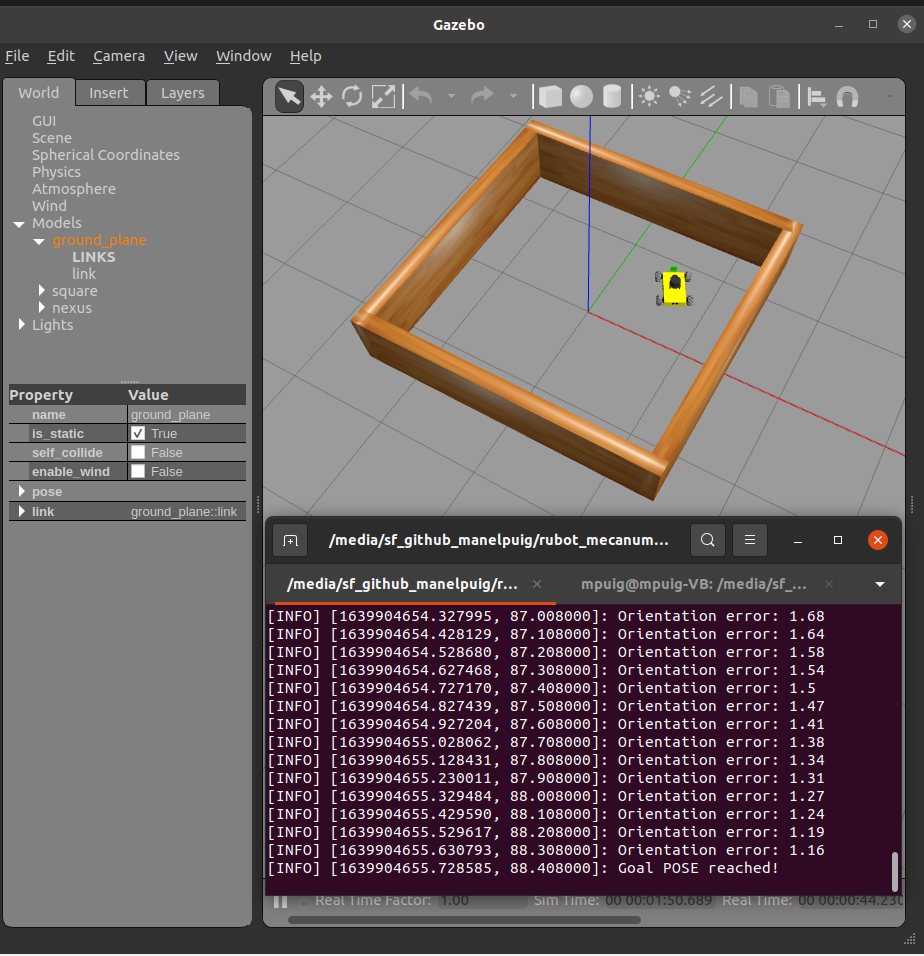 Gazebo
File Edit Camera View Window Help
World Insert Layers
GUI
Scene
Spherical Coordinates
Physics
Atmosphere
Wind
Models
ground_plane
LINKS
link
square
nexus
Lights
Property Value
name ground_plane
is_static True
self_collide False
enable_wind False
pose
link ground_plane::link
/media/sf_github_manelpuig/rubot_mecanum...
/media/sf_github_manelpuig/r... mpuig@mpuig-VB: /media/sf_...
[INFO] [1639904654.327995, 87.008000]: Orientation error: 1.68
[INFO] [1639904654.428129, 87.108000]: Orientation error: 1.64
[INFO] [1639904654.528680, 87.208000]: Orientation error: 1.58
[INFO] [1639904654.627468, 87.308000]: Orientation error: 1.54
[INFO] [1639904654.727170, 87.408000]: Orientation error: 1.5
[INFO] [1639904654.827439, 87.508000]: Orientation error: 1.47
[INFO] [1639904654.927204, 87.608000]: Orientation error: 1.41
[INFO] [1639904655.028062, 87.708000]: Orientation error: 1.38
[INFO] [1639904655.128431, 87.808000]: Orientation error: 1.34
[INFO] [1639904655.230011, 87.908000]: Orientation error: 1.31
[INFO] [1639904655.329484, 88.008000]: Orientation error: 1.27
[INFO] [1639904655.429590, 88.108000]: Orientation error: 1.24
[INFO] [1639904655.529617, 88.208000]: Orientation error: 1.19
[INFO] [1639904655.630793, 88.308000]: Orientation error: 1.16
[INFO] [1639904655.728585, 88.408000]: Goal POSE reached!
Real Time Factor: 1.00 Sim Time: 00 00:01:50.689 Real Time: 00 00:00:44.230